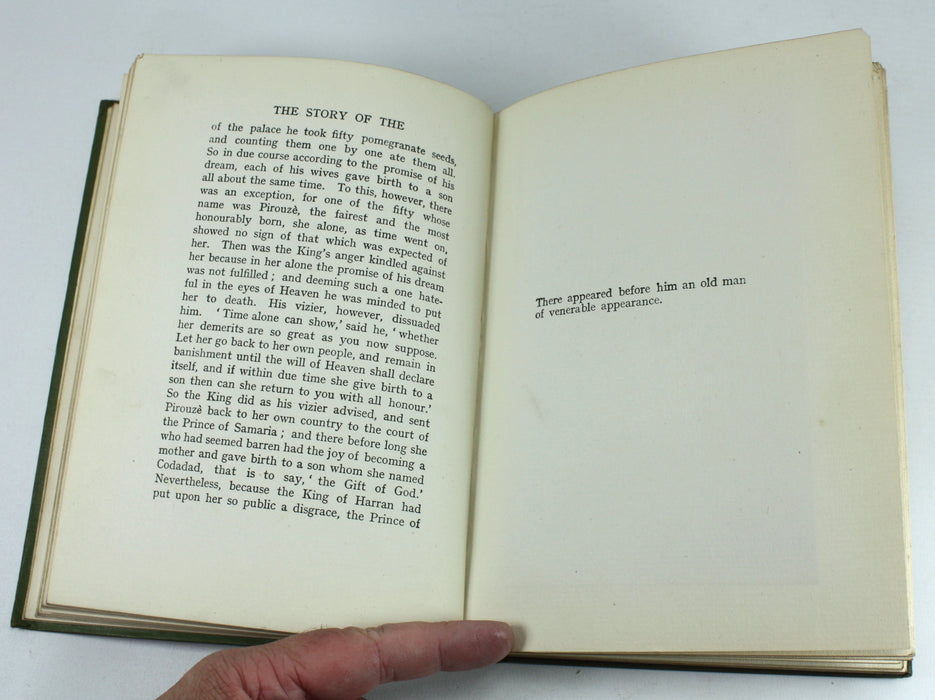 THE STORY OF THE
of the palace he took fifty pomegranate seeds,
and counting them one by one ate them all.
So in due course according to the promise of his
dream, each of his wives gave birth to a son
all about the same time. To this, however, there
was an exception, for one of the fifty whose
name was Pirouzè, the fairest and the most
honourably born, she alone, as time went on,
showed no sign of that which was expected of
her. Then was the King's anger kindled against
her because in her alone the promise of his dream
was not fulfilled ; and deeming such a one hate-
ful in the eyes of Heaven he was minded to put
her to death. His vizier, however, dissuaded
him. ‘ Time alone can show,’ said he, ‘ whether
her demerits are so great as you now suppose.
Let her go back to her own people, and remain in
banishment until the will of Heaven shall declare
itself, and if within due time she give birth to a
son then can she return to you with all honour.’
So the King did as his vizier advised, and sent
Pirouzè back to her own country to the court of
the Prince of Samaria ; and there before long she
who had seemed barren had the joy of becoming a
mother and gave birth to a son whom she named
Codadad, that is to say, ‘ the Gift of God.’
Nevertheless, because the King of Harran had
put upon her so public a disgrace, the Prince of
There appeared before him an old man
of venerable appearance.